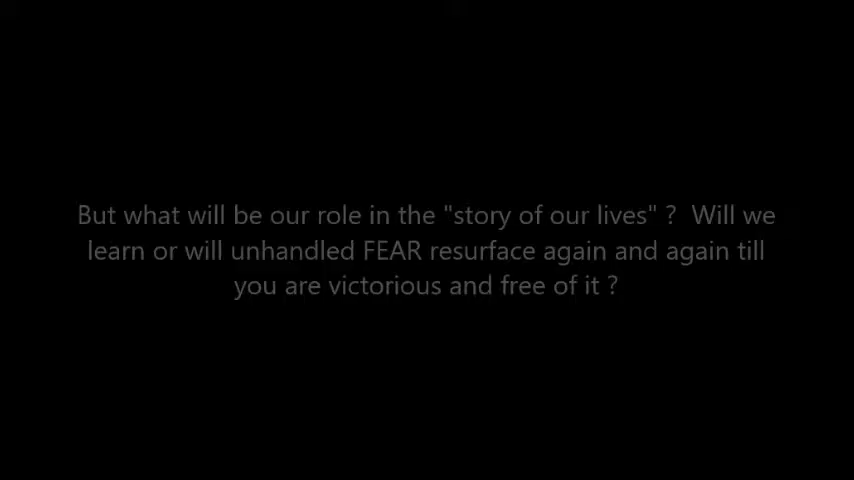 But what will be our role in the "story of our lives" ?  Will we
learn or will unhandled FEAR resurface again and again till
you are victorious and free of it ?